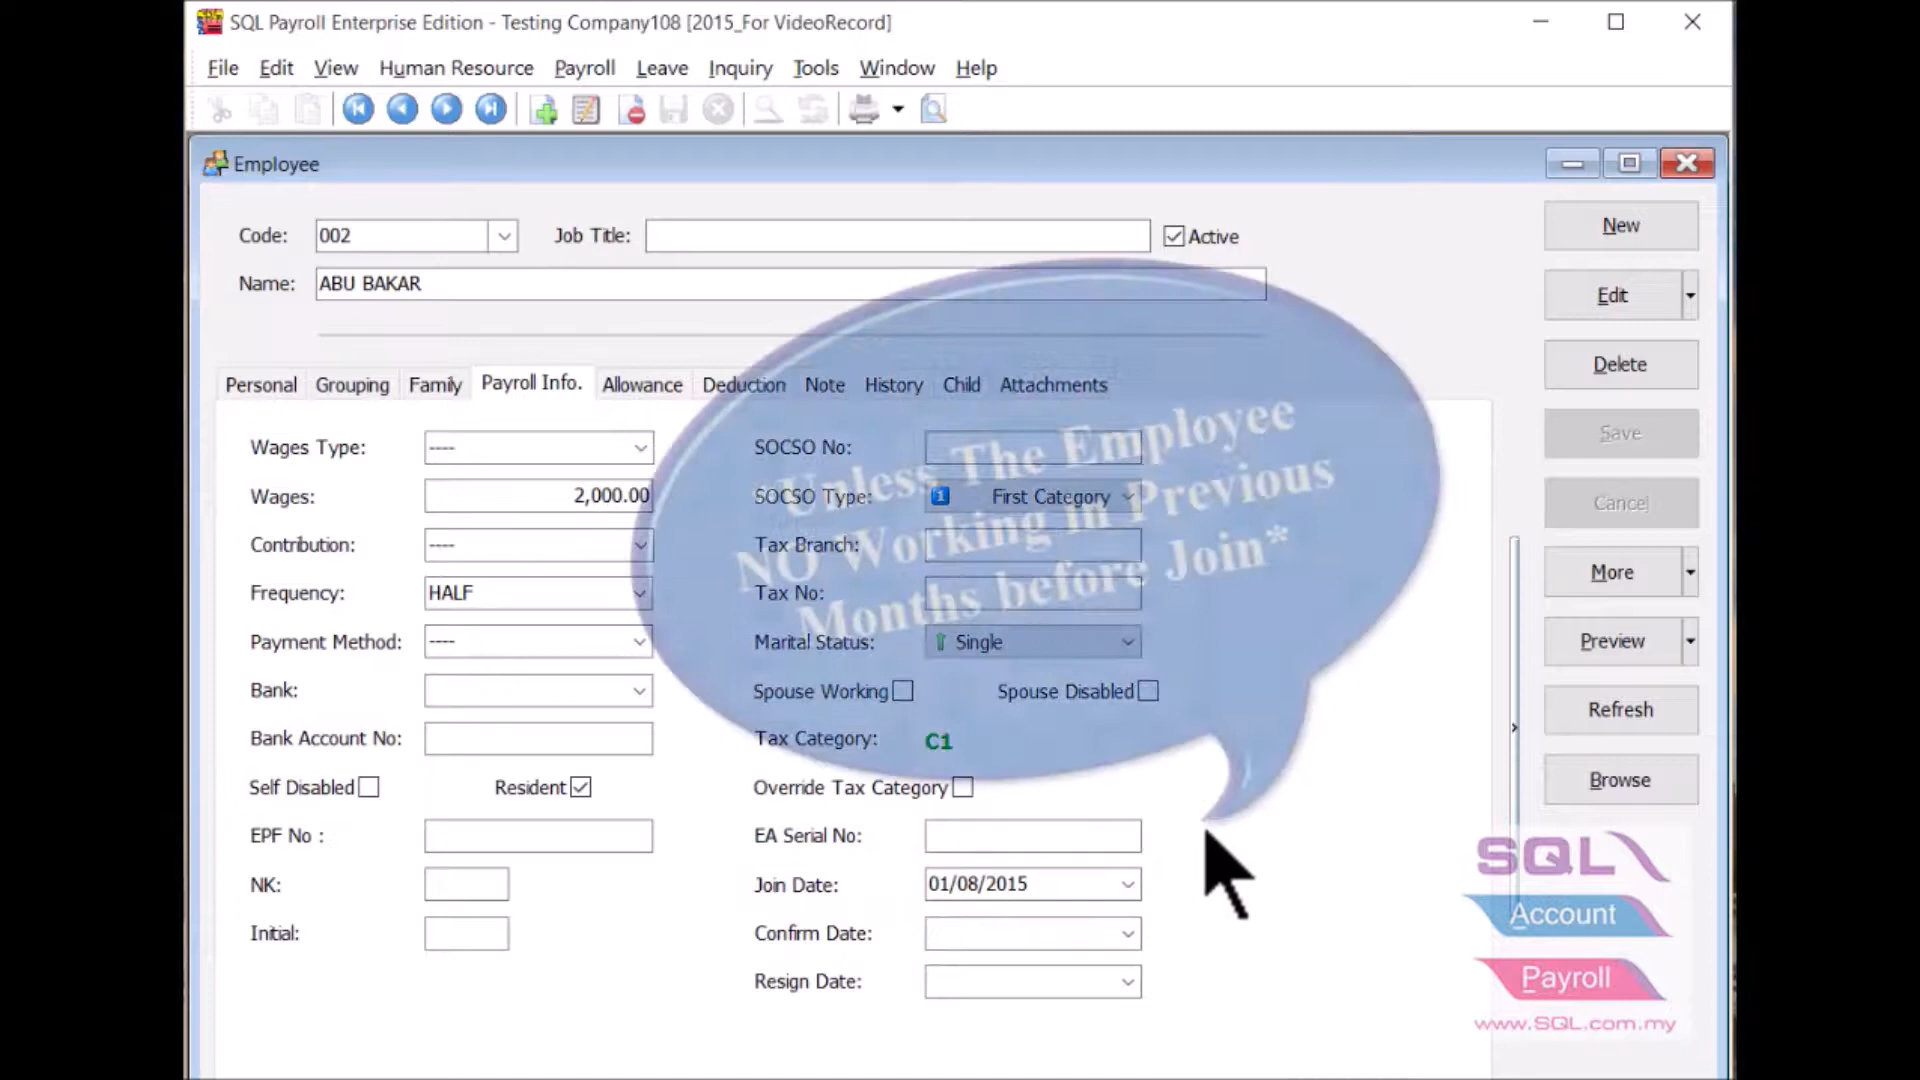 SQL Payroll Enterprise Edition - Testing Company108 [2015_For VideoRecord]
File Edit View Human Resource Payroll Leave Inquiry Tools Window Help
Employee
Code: 002 Job Title: Active
Name: ABU BAKAR
Personal Grouping Family Payroll Info. Allowance Deduction Note History Child Attachments
Wages Type: ---- SOCSO No:
Wages: 2,000.00 SOCSO Type: 1 First Category
Contribution: ---- Tax Branch:
Frequency: HALF Tax No:
Payment Method: ---- Marital Status: Single
Bank: Spouse Working Spouse Disabled
Bank Account No: Tax Category: C1
Self Disabled Resident Override Tax Category
EPF No : EA Serial No:
NK: Join Date: 01/08/2015
Initial: Confirm Date:
Resign Date:
Unless The Employee
NO Working in Previous
Months before Join*
New
Edit
Delete
Save
Cancel
More
Preview
Refresh
Browse
SQL
Account
Payroll
www.SQL.com.my